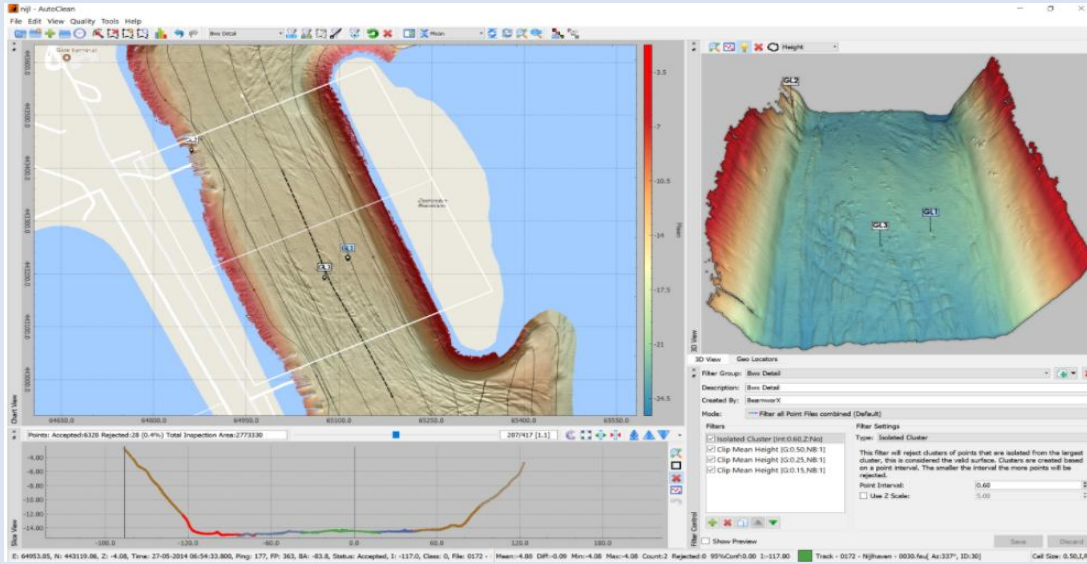 nijl - AutoClean
File Edit View Quality Tools Help
Bwx Detail
Mean
Height
-3.5
-7
-10.5
-14
-17.5
-21
-24.5
Mean
Chart View
64650.0 64800.0 64950.0 65100.0 65250.0 65400.0 65550.0
GL2
GL1
GL3
3D View
3D View Geo Locators
Points: Accepted:6328 Rejected:28 (0.4%) Total Inspection Area:2773330
207/417 [1.1]
-4.00
-6.00
-8.00
-10.00
-12.00
-14.00
-60.0 0.0 60.0 120.0 180.0
Slice View
Filter Group: Bwx Detail
Description: Bwx Detail
Created By: BeamworX
Mode: Filter all Point Files combined (Default)
Filters
Isolated Cluster [Int:0.60,Z:No]
Clip Mean Height [G:0.50,NB:1]
Clip Mean Height [G:0.25,NB:1]
Clip Mean Height [G:0.15,NB:1]
Filter Settings
Type: Isolated Cluster
This filter will reject clusters of points that are isolated from the largest
cluster, this is considered the valid surface. Clusters are created based
on a point interval. The smaller the interval the more points will be
rejected.
Point Interval: 0.60
Use Z Scale: 5.00
Filter Control
Show Preview
Save
Discard
E: 64953.05, N: 443119.06, Z: -4.08, Time: 27-05-2014 06:54:33.800, Ping: 177, FP: 363, BA: -83.8, Status: Accepted, I: -117.0, Class: 0, File: 0172 -
Mean:-4.08 Diff:-0.09 Min:-4.08 Max:-4.08 Count:2 Rejected:0 95%Conf:0.00 I:-117.00
Track - 0172 - Nijlhaven - 0030.fsu[ Az:337°, ID:30]
Cell Size: 0.50